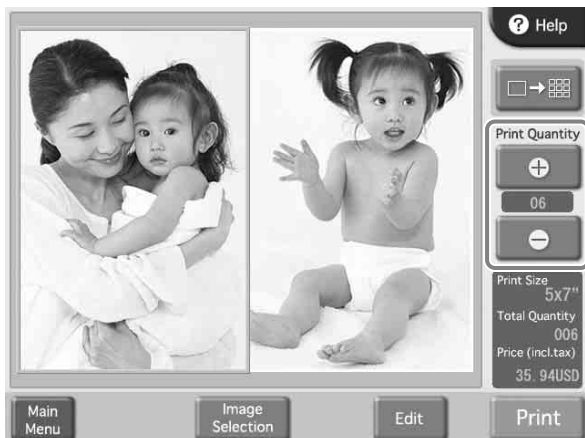 ? Help
Print Quantity
06
Print Size
5x7"
Total Quantity
006
Price (incl.tax)
35.94USD
Main
Menu
Image
Selection
Edit
Print